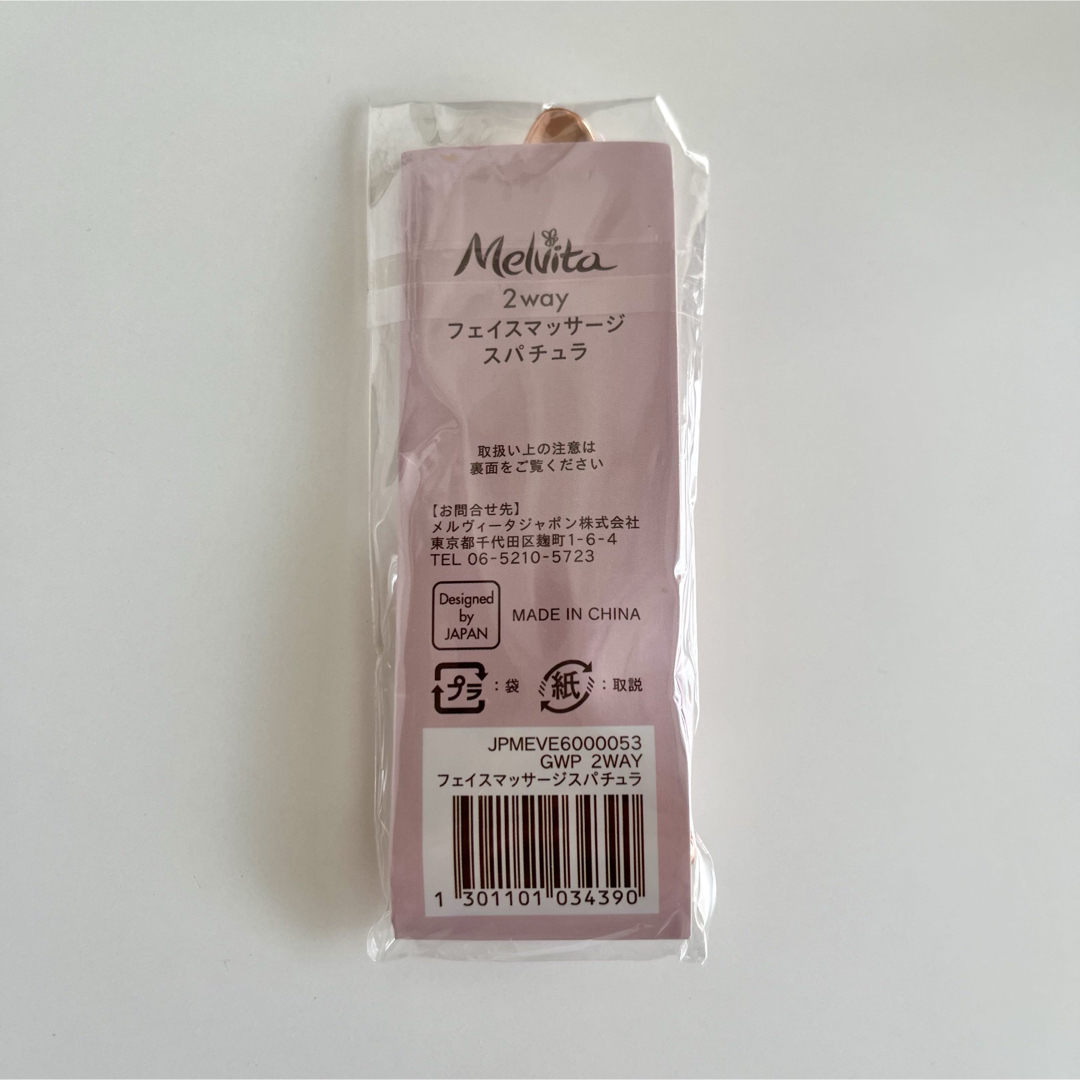 Melvita
2way
フェイスマッサージ
スパチュラ
取扱い上の注意は
裏面をご覧ください
【お問合せ先】
メルヴィータジャポン株式会社
東京都千代田区麹町1-6-4
TEL 06-5210-5723
Designed
by
JAPAN
MADE IN CHINA
プラ：袋
紙：取説
JPMEVE6000053
GWP 2WAY
フェイスマッサージスパチュラ
1 301101 034390